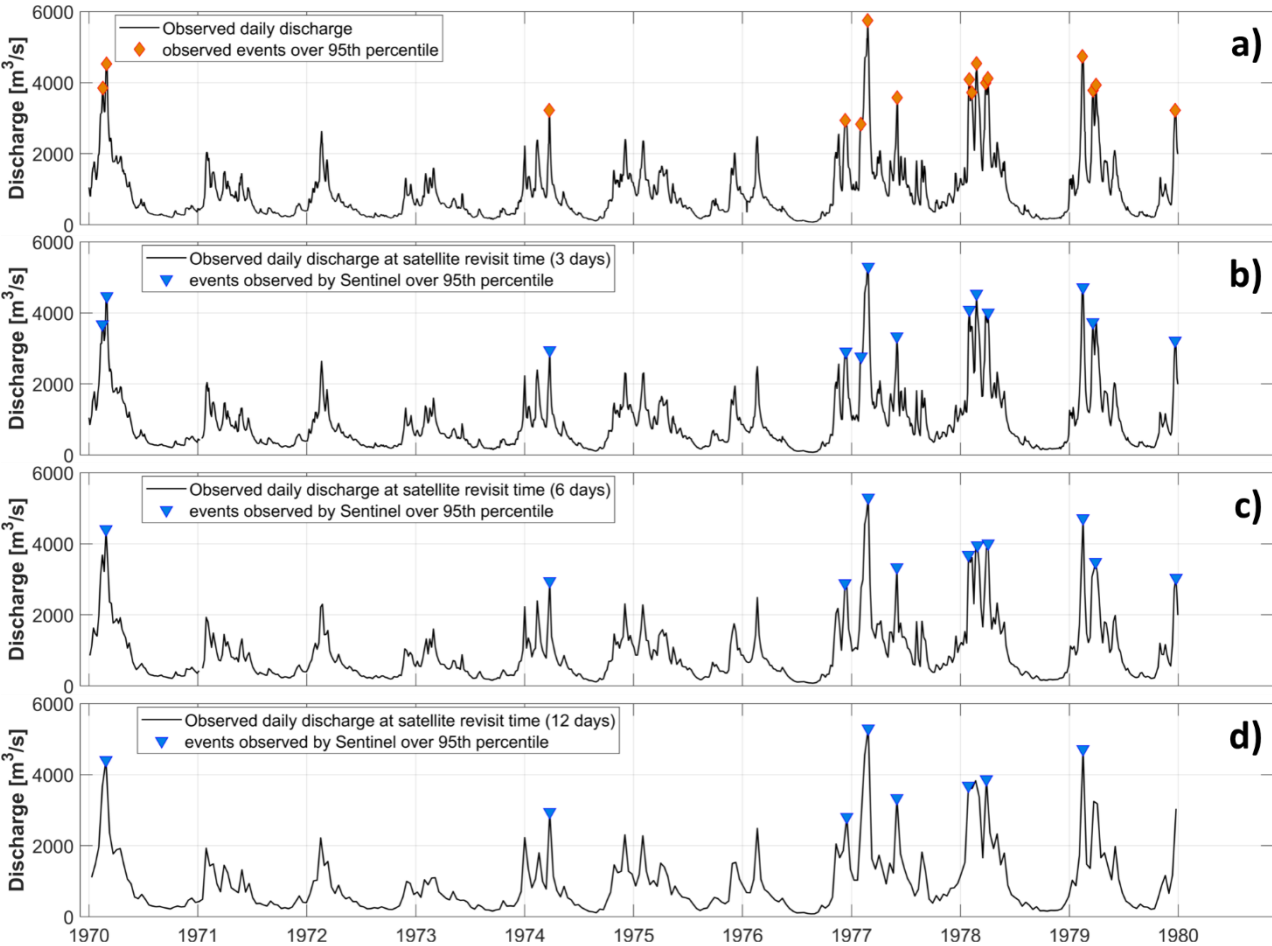 6000
4000
2000
0
Discharge [m³/s]
Observed daily discharge
observed events over 95th percentile
a)
6000
4000
2000
0
Discharge [m³/s]
Observed daily discharge at satellite revisit time (3 days)
events observed by Sentinel over 95th percentile
b)
6000
4000
2000
0
Discharge [m³/s]
Observed daily discharge at satellite revisit time (6 days)
events observed by Sentinel over 95th percentile
c)
6000
4000
2000
0
Discharge [m³/s]
Observed daily discharge at satellite revisit time (12 days)
events observed by Sentinel over 95th percentile
d)
1970 1971 1972 1973 1974 1975 1976 1977 1978 1979 1980